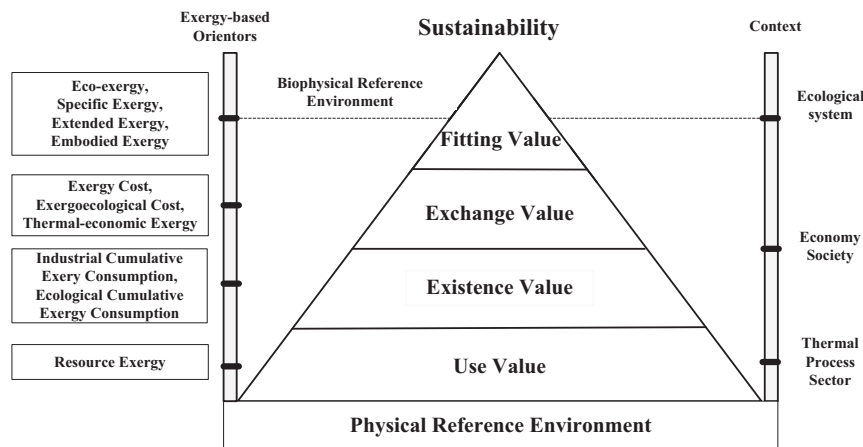 Exergy-based
Orientors
Sustainability
Context
Eco-exergy,
Specific Exergy,
Extended Exergy,
Embodied Exergy
Biophysical Reference
Environment
Ecological
system
Fitting Value
Exergy Cost,
Exergoecological Cost,
Thermal-economic Exergy
Exchange Value
Economy
Society
Industrial Cumulative
Exery Consumption,
Ecological Cumulative
Exergy Consumption
Existence Value
Resource Exergy
Use Value
Thermal
Process
Sector
Physical Reference Environment